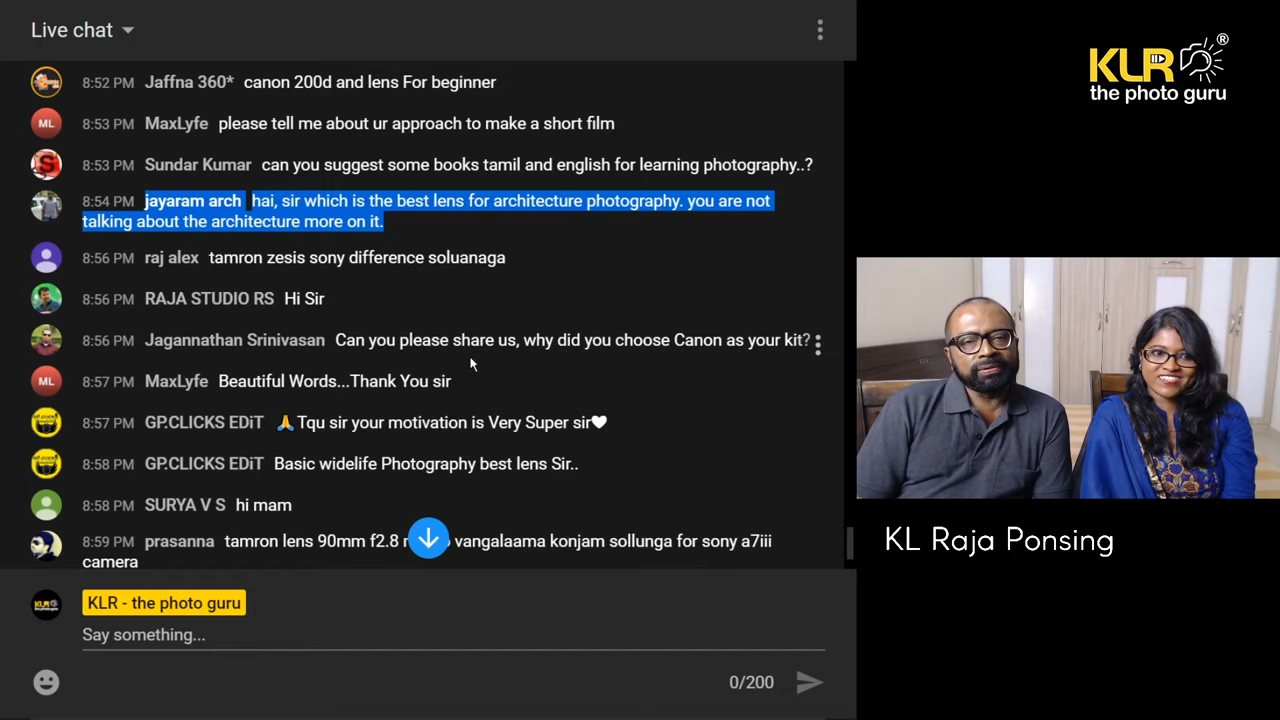 Live chat
8:52 PM Jaffna 360* canon 200d and lens For beginner
ML 8:53 PM MaxLyfe please tell me about ur approach to make a short film
8:53 PM Sundar Kumar can you suggest some books tamil and english for learning photography..?
8:54 PM jayaram arch hai, sir which is the best lens for architecture photography. you are not
talking about the architecture more on it.
8:56 PM raj alex tamron zesis sony difference soluanaga
8:56 PM RAJA STUDIO RS Hi Sir
8:56 PM Jagannathan Srinivasan Can you please share us, why did you choose Canon as your kit?
ML 8:57 PM MaxLyfe Beautiful Words...Thank You sir
8:57 PM GP.CLICKS EDiT 🙏Tqu sir your motivation is Very Super sir🤍
8:58 PM GP.CLICKS EDiT Basic widelife Photography best lens Sir..
8:58 PM SURYA V S hi mam
8:59 PM prasanna tamron lens 90mm f2.8 vangalaama konjam sollunga for sony a7iii
camera
KLR - the photo guru
Say something...
0/200
KLR ®
the photo guru
KL Raja Ponsing